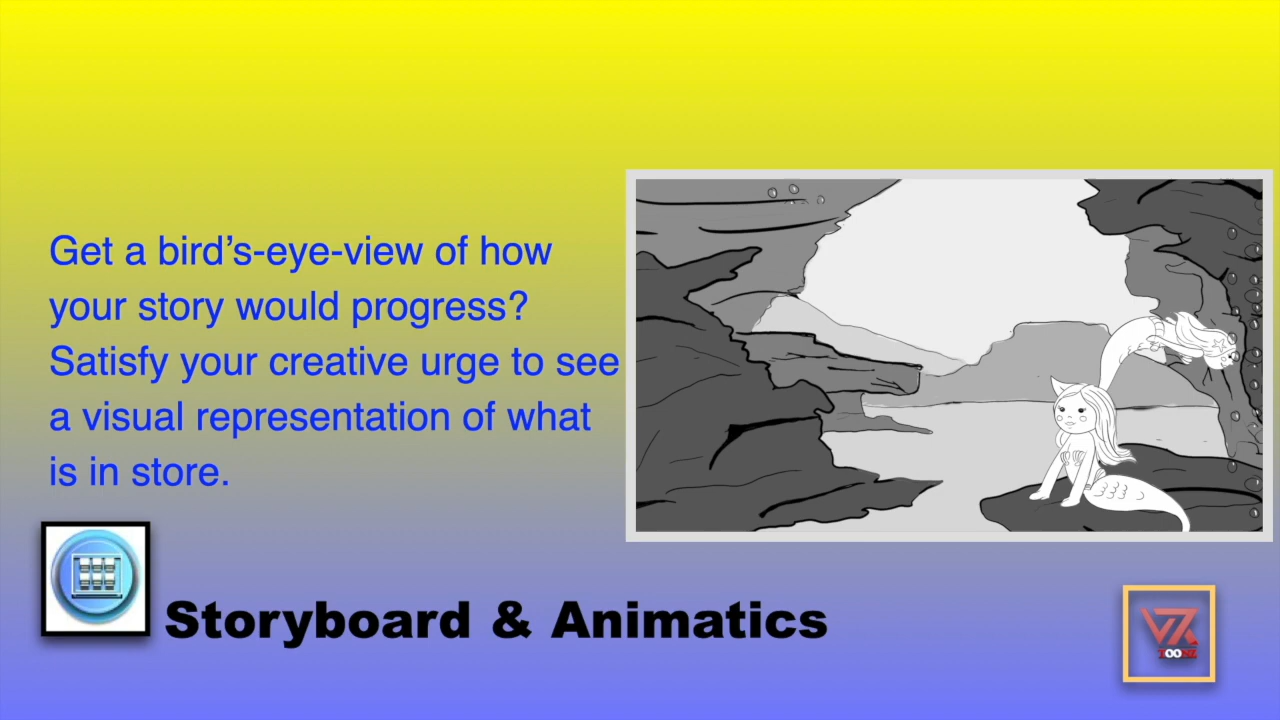 Get a bird’s-eye-view of how
your story would progress?
Satisfy your creative urge to see
a visual representation of what
is in store.
Storyboard & Animatics
TOONZ